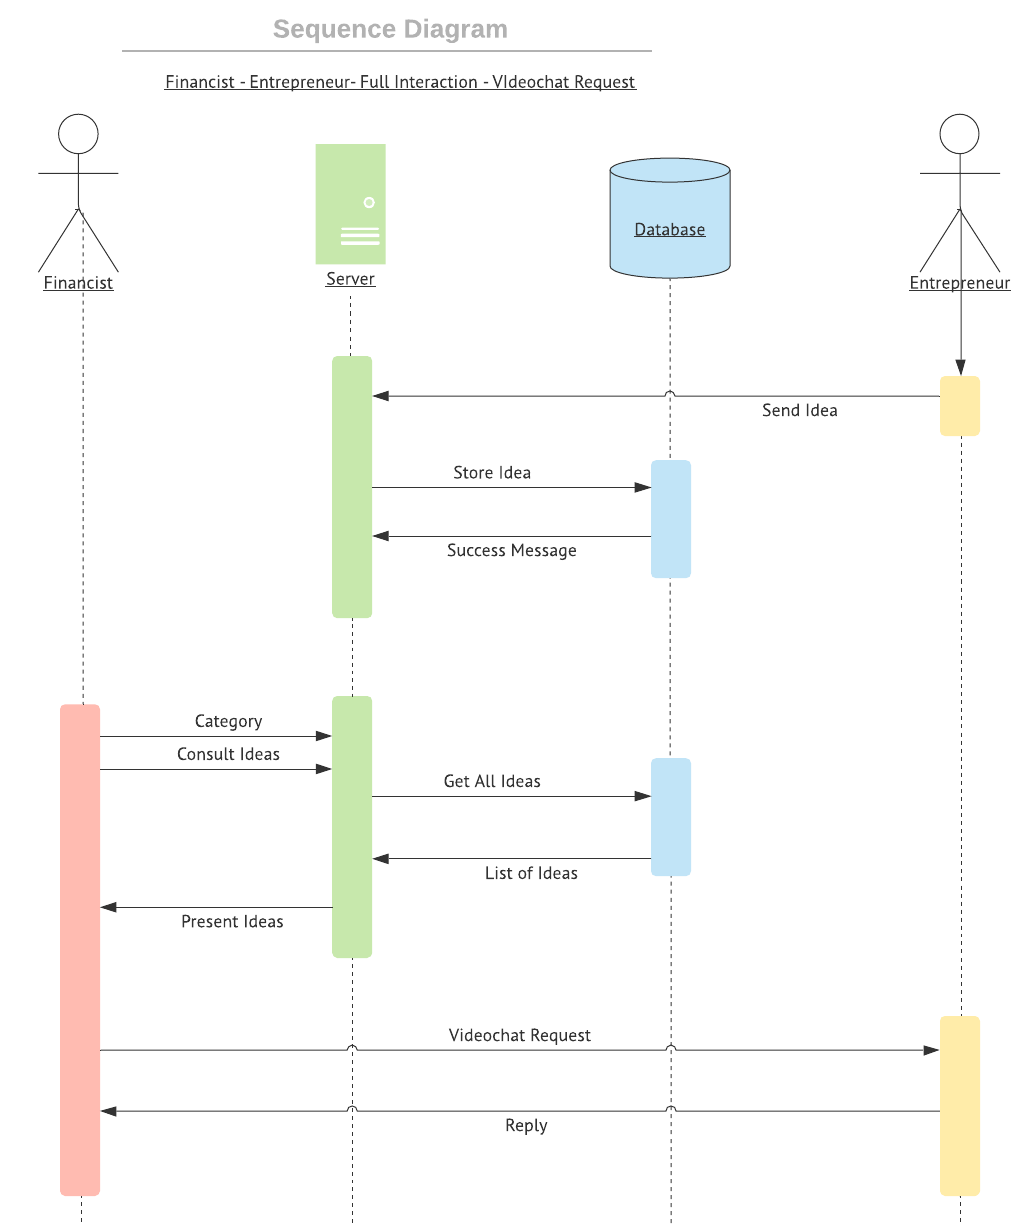 Sequence Diagram
Financist - Entrepreneur- Full Interaction - VIdeochat Request
Database
Server
Financist
Entrepreneur
Send Idea
Store Idea
Success Message
Category
Consult Ideas
Get All Ideas
List of Ideas
Present Ideas
Videochat Request
Reply